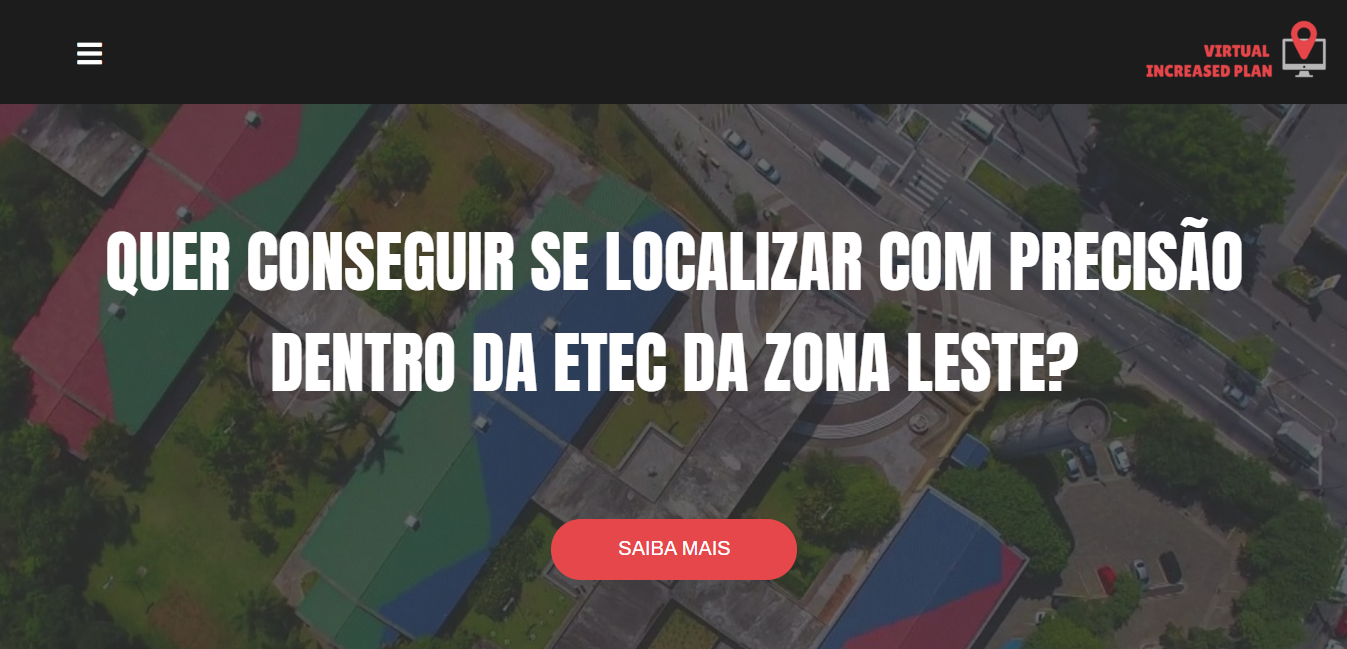 VIRTUAL
INCREASED PLAN
QUER CONSEGUIR SE LOCALIZAR COM PRECISÃO
DENTRO DA ETEC DA ZONA LESTE?
SAIBA MAIS